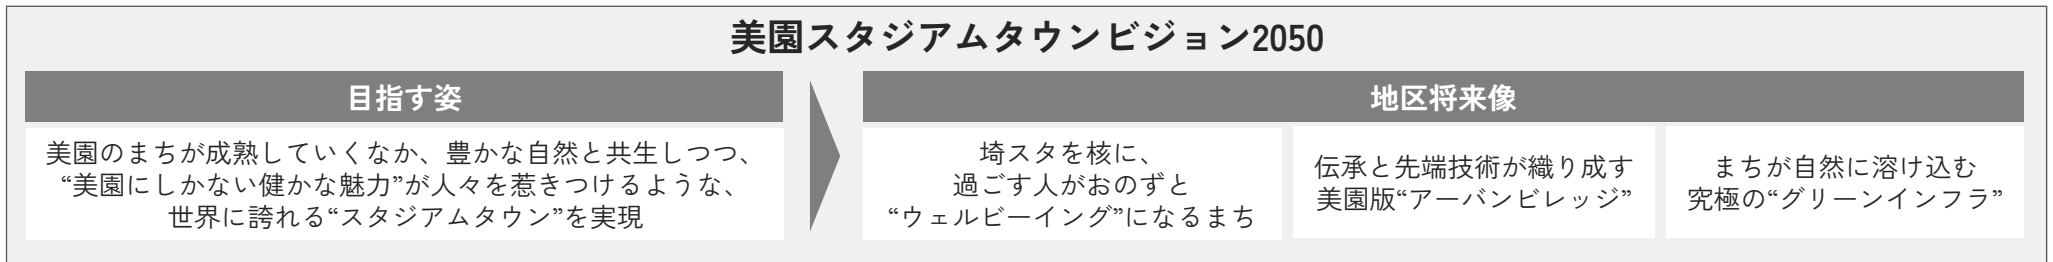 美園スタジアムタウンビジョン2050
目指す姿
美園のまちが成熟していくなか、豊かな自然と共生しつつ、
“美園にしかない健かな魅力”が人々を惹きつけるような、
世界に誇れる“スタジアムタウン”を実現
地区将来像
埼スタを核に、
過ごす人がおのずと
“ウェルビーイング”になるまち
伝承と先端技術が織り成す
美園版“アーバンビレッジ”
まちが自然に溶け込む
究極の“グリーンインフラ”